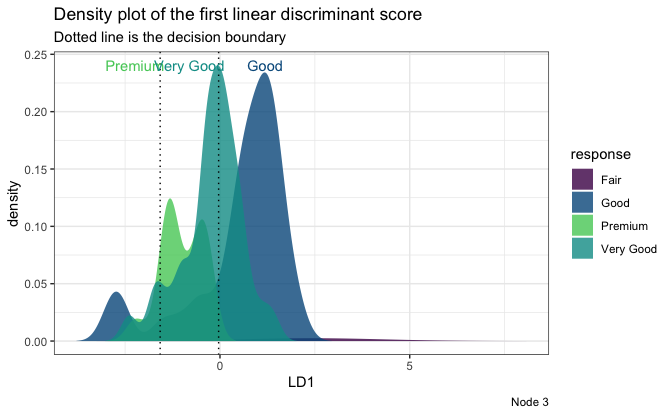 Density plot of the first linear discriminant score
Dotted line is the decision boundary
Premium Very Good Good
0.25
0.20
0.15
0.10
0.05
0.00
density
0 5
LD1
response
Fair
Good
Premium
Very Good
Node 3